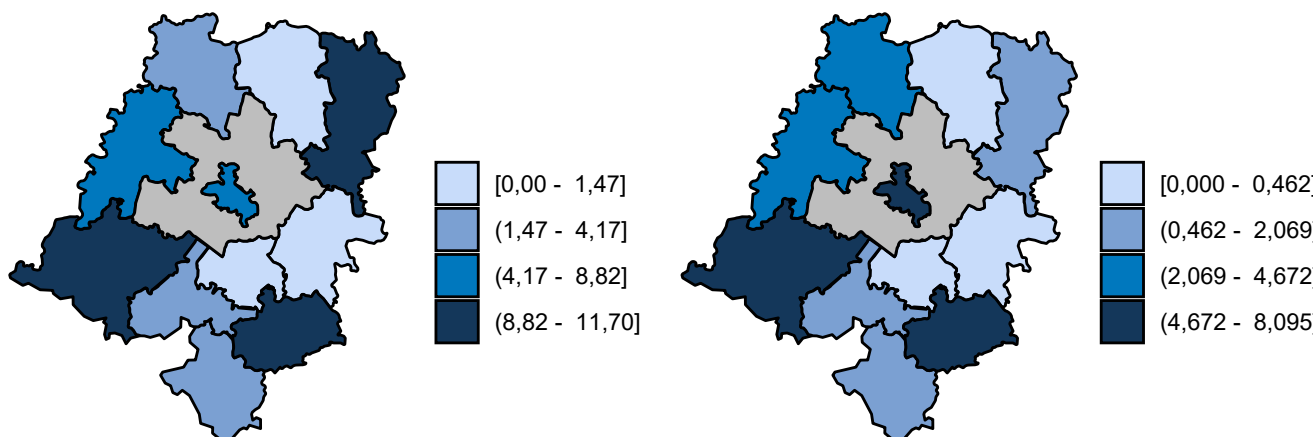 [0,00 - 1,47]
(1,47 - 4,17]
(4,17 - 8,82]
(8,82 - 11,70]
[0,000 - 0,462]
(0,462 - 2,069]
(2,069 - 4,672]
(4,672 - 8,095]